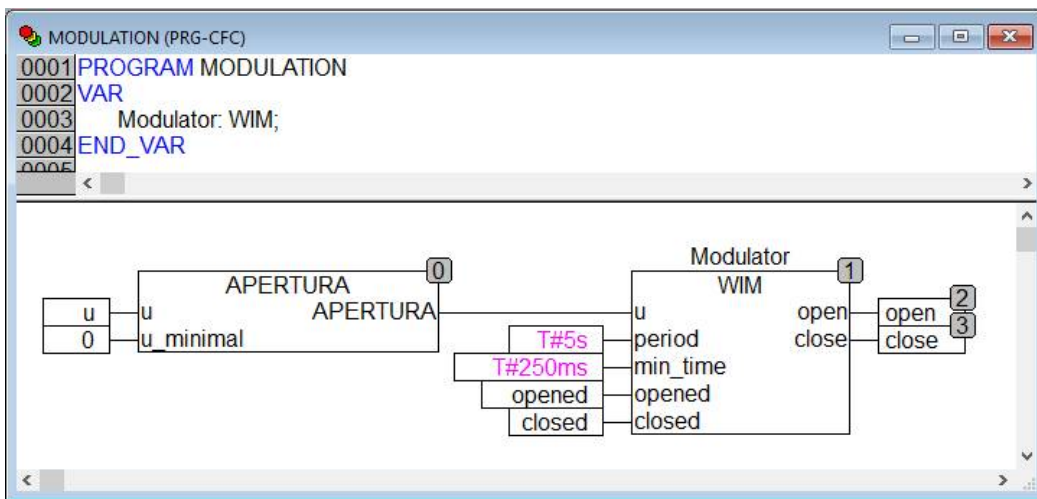 MODULATION (PRG-CFC)
0001 PROGRAM MODULATION
0002 VAR
0003 Modulator: WIM;
0004 END_VAR
0005
0
APERTURA
u u APERTURA
0 u_minimal
Modulator
1
WIM
u open open 2
T#5s period close close 3
T#250ms min_time
opened opened
closed closed